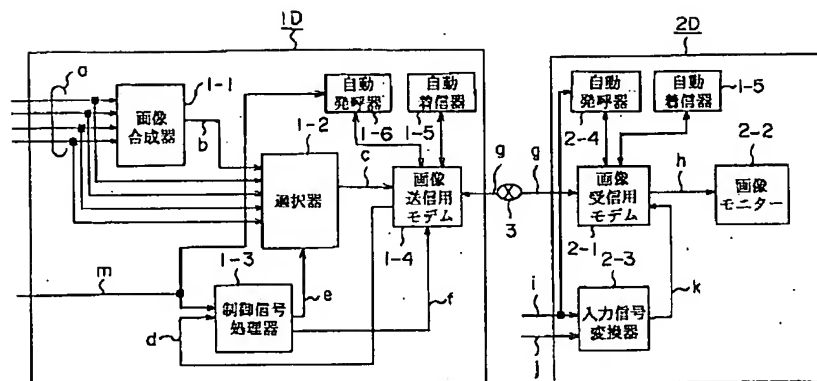 1D
2D
a
1-1
画像
合成器
b
1-2
選択器
自動
発呼器
1-6
自動
着信器
1-5
c
画像
送信用
モデム
1-4
g
3
g
自動
発呼器
2-4
自動
着信器
1-5
画像
受信用
モデム
2-1
h
2-2
画像
モニター
m
1-3
制御信号
処理器
d
e
f
i
j
2-3
入力信号
変換器
k